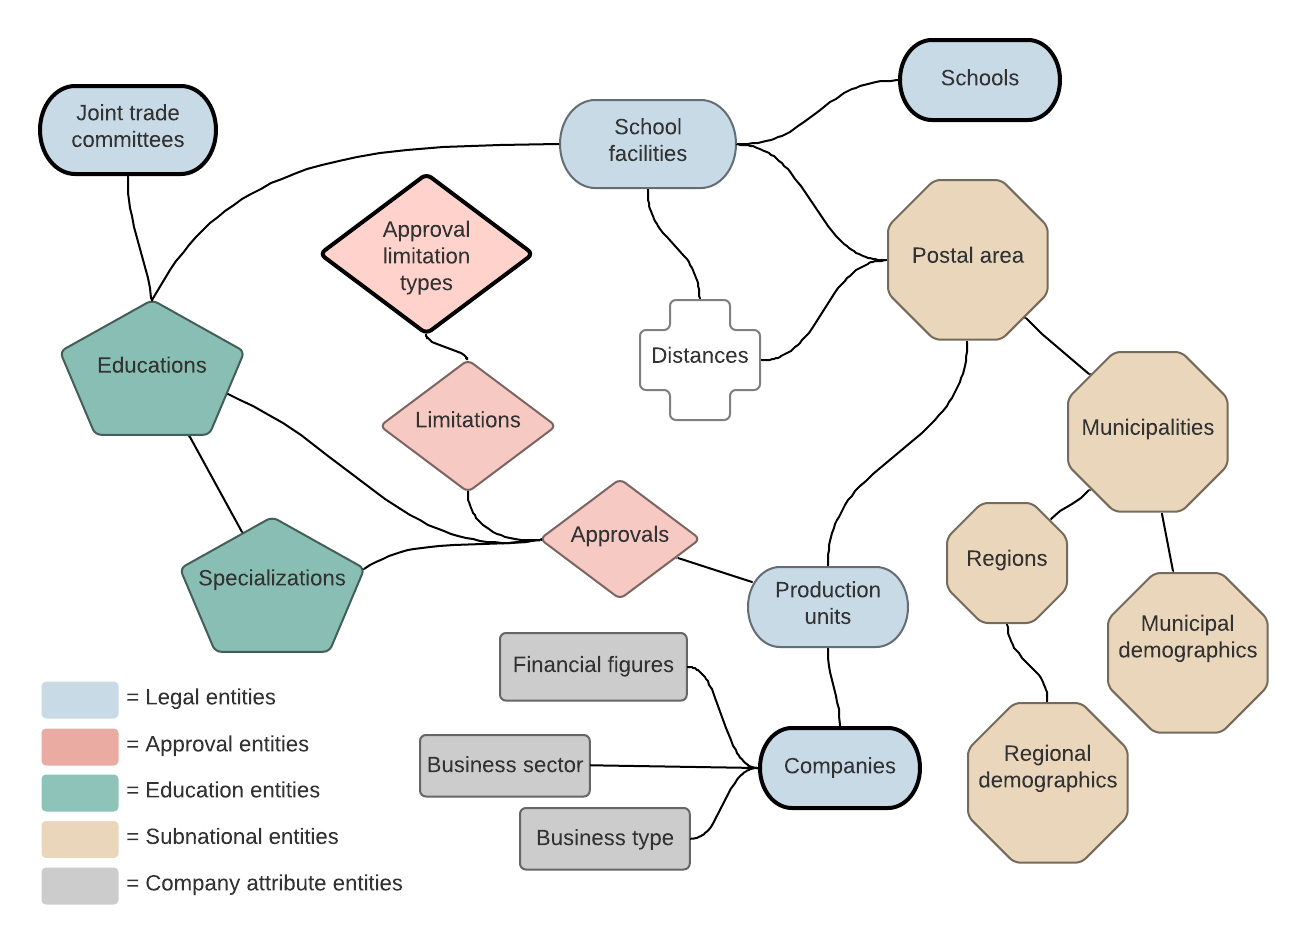 Schools
Joint trade
committees
School
facilities
Approval
limitation
types
Postal area
Distances
Educations
Limitations
Municipalities
Approvals
Regions
Specializations
Production
units
Municipal
demographics
Financial figures
= Legal entities
= Approval entities
Business sector
Companies
Regional
demographics
= Education entities
= Subnational entities
Business type
= Company attribute entities